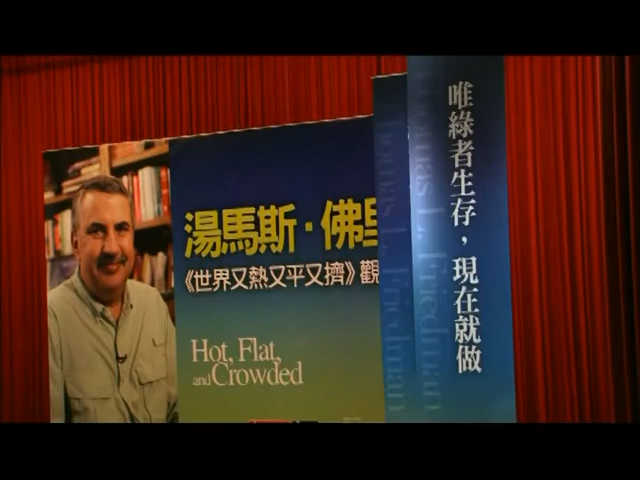 湯馬斯·佛里
《世界又熱又平又擠》觀
Hot, Flat,
and Crowded
Thomas L. Friedman
唯綠者生存，現在就做